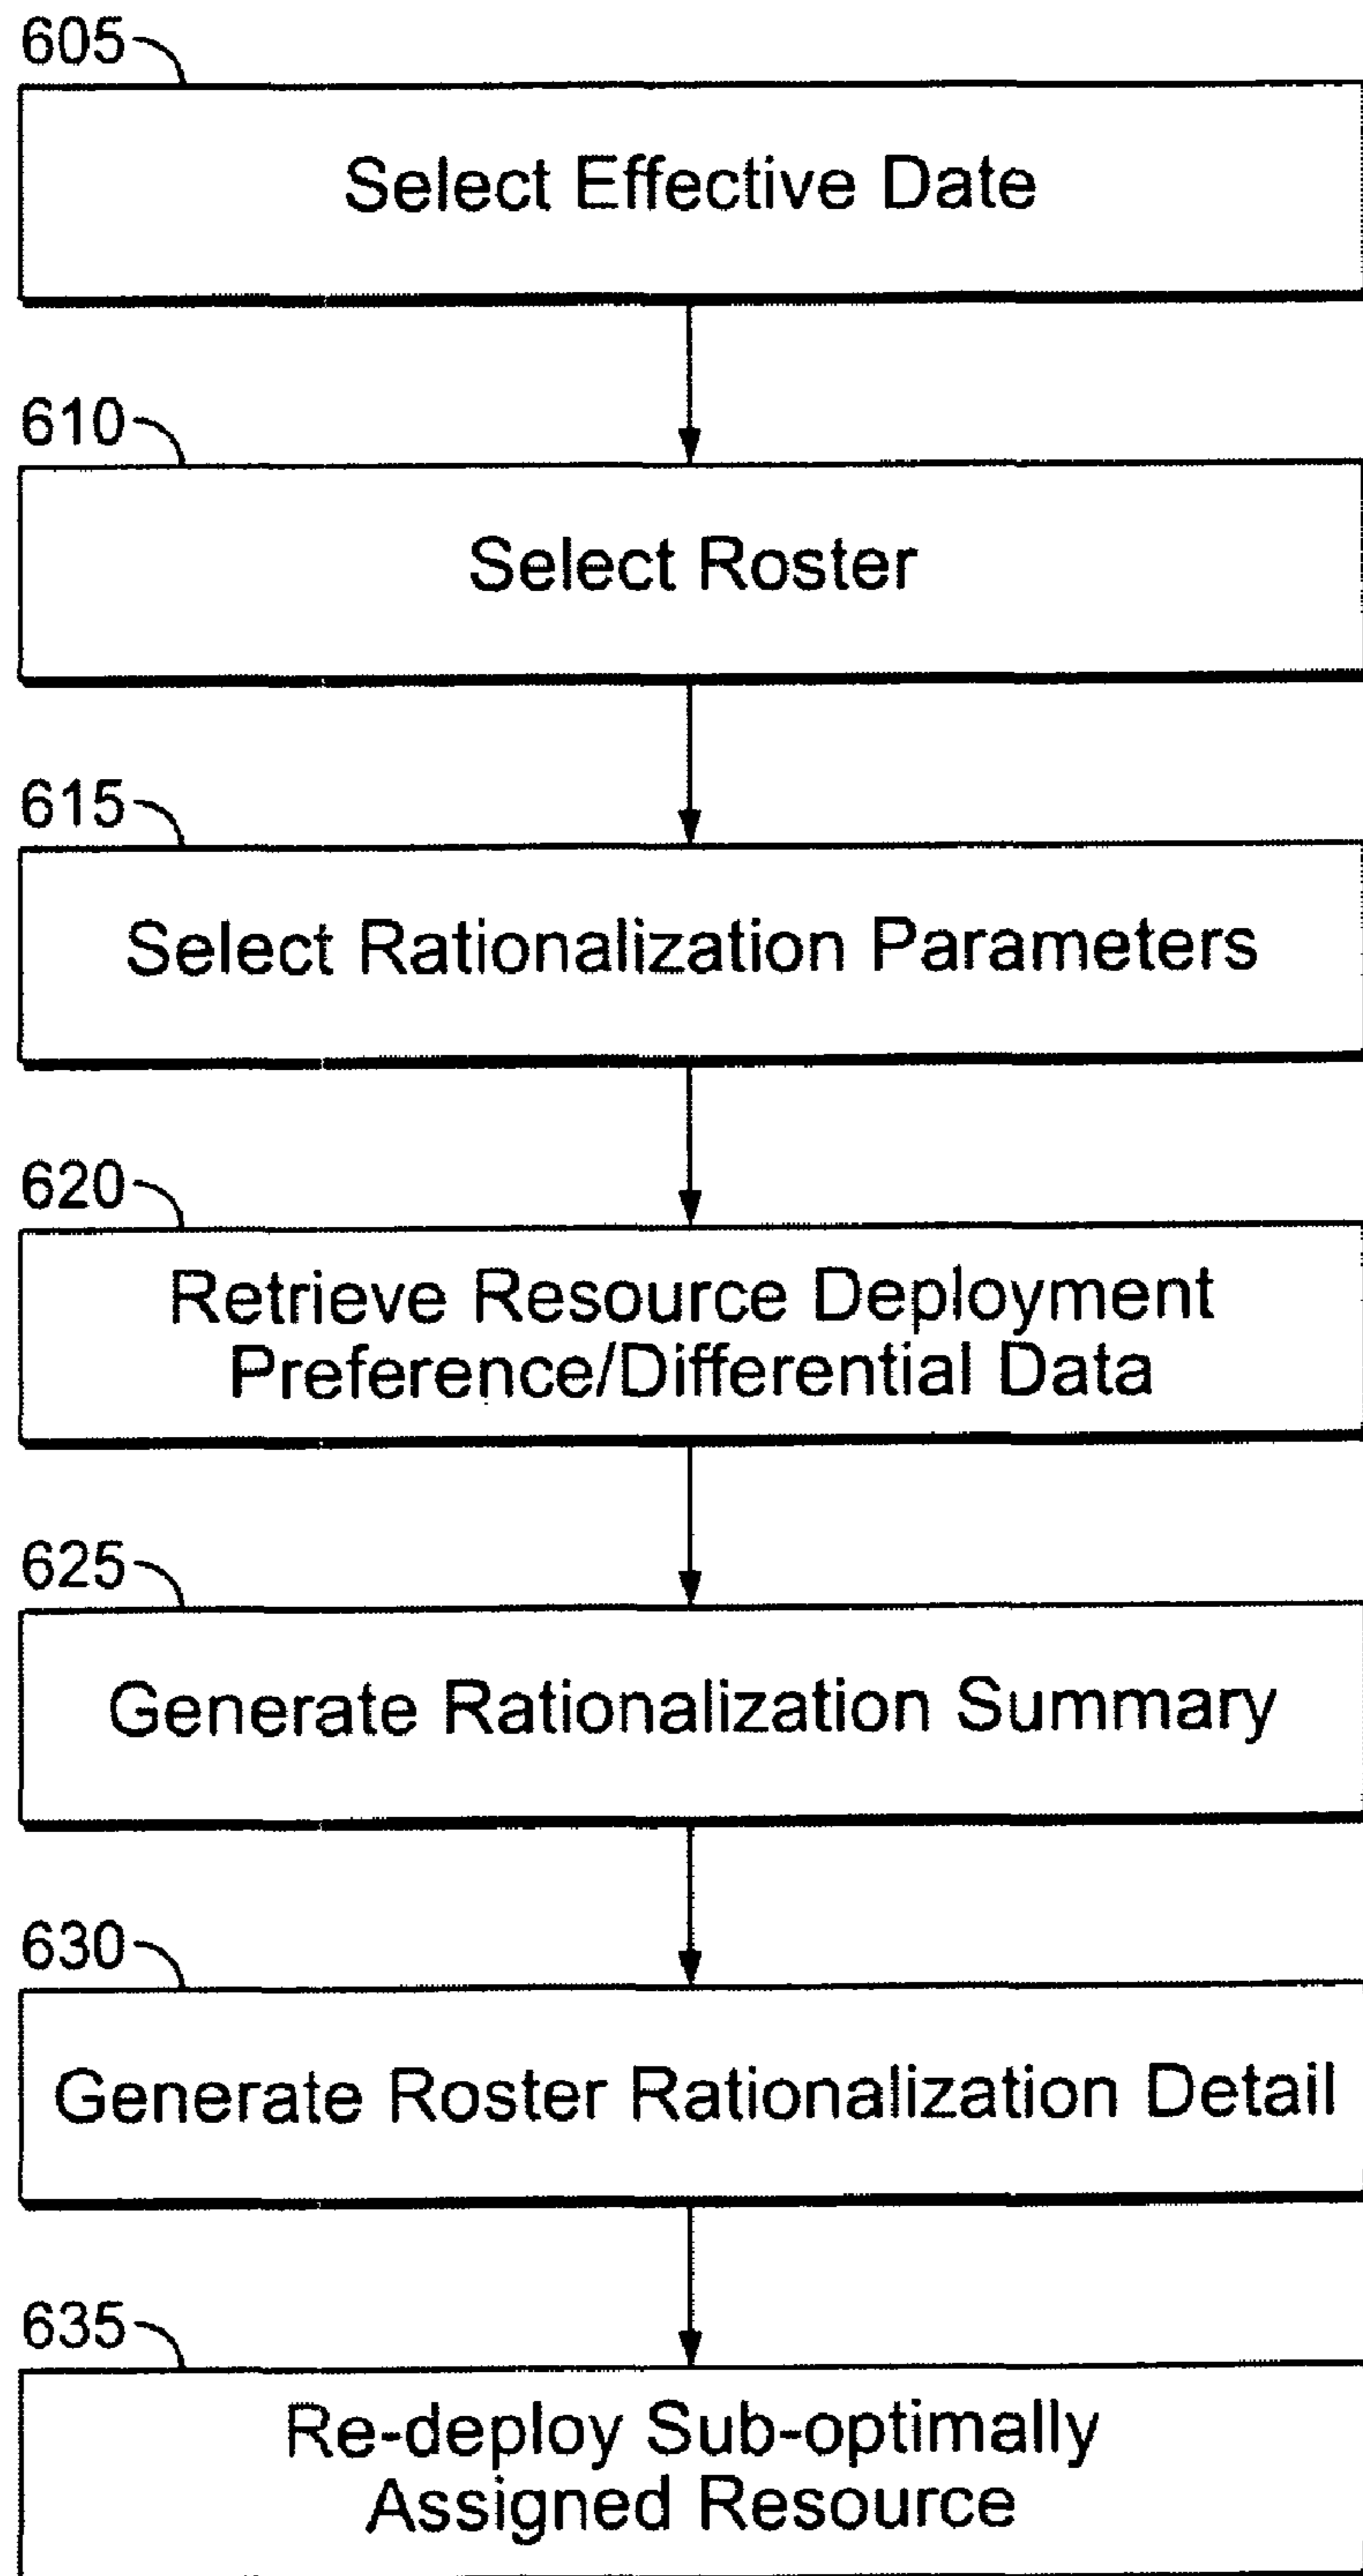 605
Select Effective Date
610
Select Roster
615
Select Rationalization Parameters
620
Retrieve Resource Deployment
Preference/Differential Data
625
Generate Rationalization Summary
630
Generate Roster Rationalization Detail
635
Re-deploy Sub-optimally
Assigned Resource